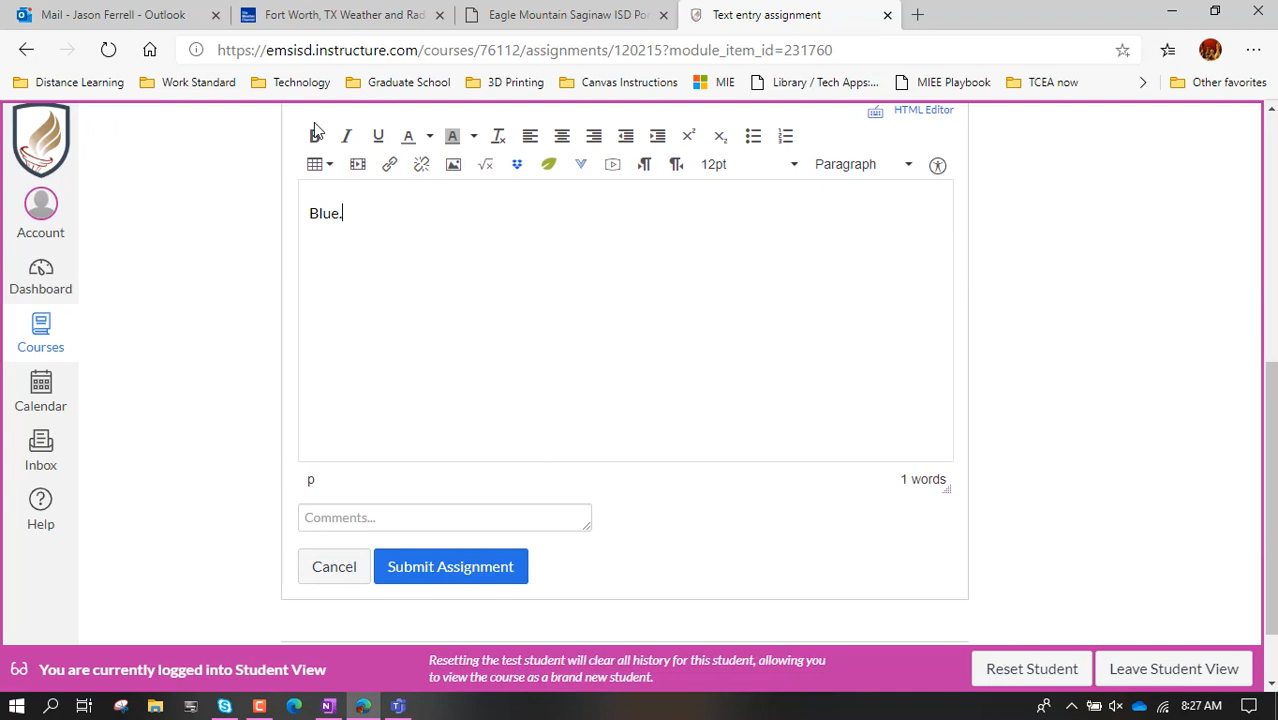 Mail - Jason Ferrell - Outlook
Fort Worth, TX Weather and Rad
Eagle Mountain Saginaw ISD Po
Text entry assignment
https://emsisd.instructure.com/courses/76112/assignments/120215?module_item_id=231760
Distance Learning
Work Standard
Technology
Graduate School
3D Printing
Canvas Instructions
MIE
Library / Tech Apps:...
MIEE Playbook
TCEA now
Other favorites
HTML Editor
12pt
Paragraph
Blue.
p
1 words
Comments...
Cancel
Submit Assignment
Account
Dashboard
Courses
Calendar
Inbox
Help
You are currently logged into Student View
Resetting the test student will clear all history for this student, allowing you
to view the course as a brand new student.
Reset Student
Leave Student View
8:27 AM